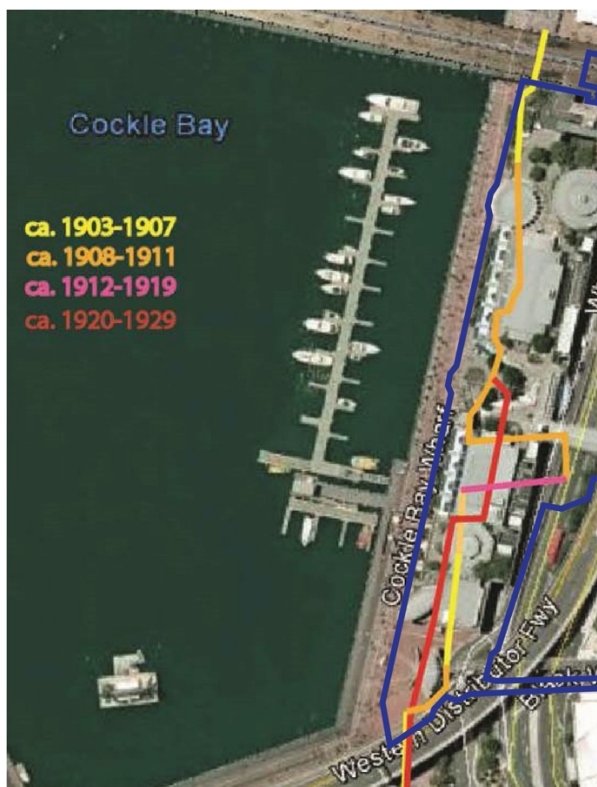 Cockle Bay
ca. 1903-1907
ca. 1908-1911
ca. 1912-1919
ca. 1920-1929
Cockle Bay Wharf
Western Distributor Fwy